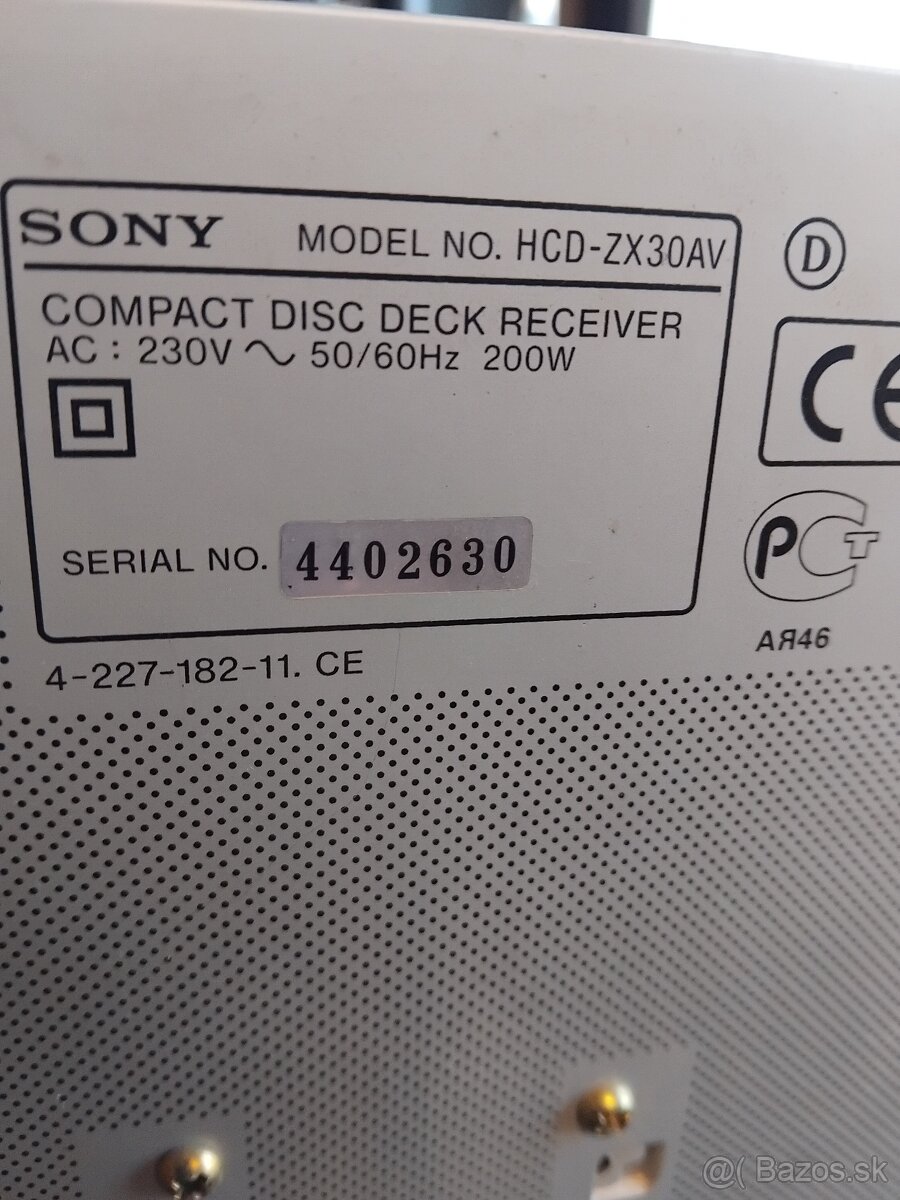 SONY MODEL NO. HCD-ZX30AV
D
COMPACT DISC DECK RECEIVER
AC : 230V ~ 50/60Hz 200W
CE
SERIAL NO. 4402630
РСТ
АЯ46
4-227-182-11. CE
@( Bazos.sk